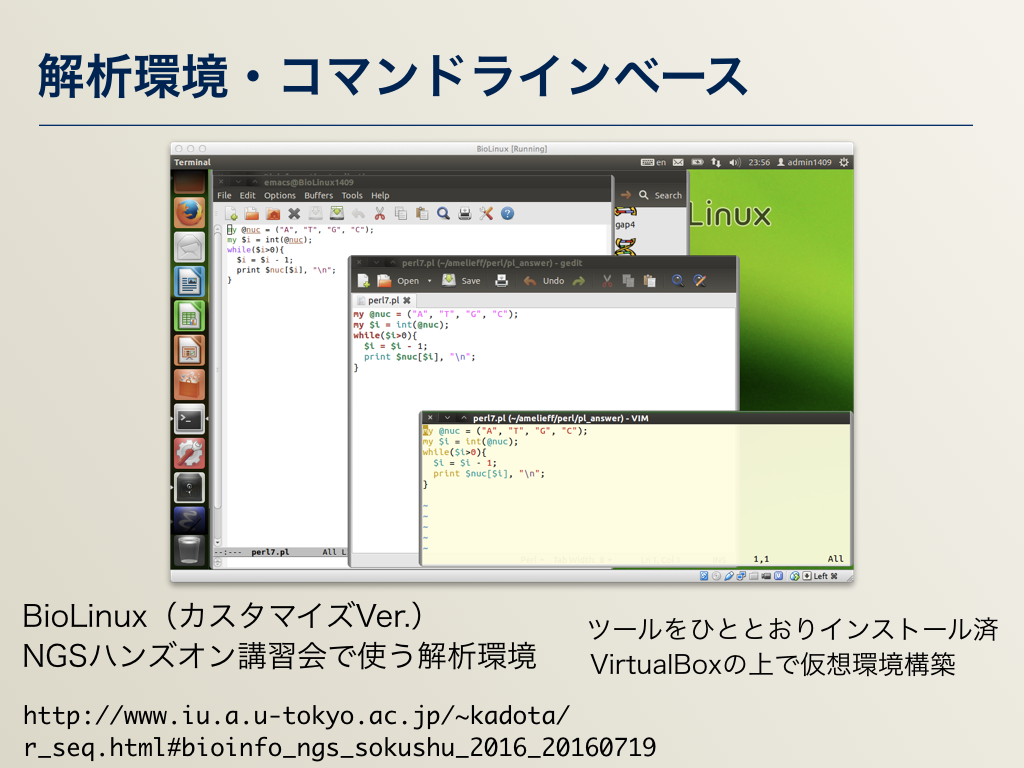 解析環境・コマンドラインベース
BioLinux [Running]
Terminal en 23:56 admin1409
emacs@BioLinux1409
File Edit Options Buffers Tools Help
Search
my @nuc = ("A", "T", "G", "C");
my $i = int(@nuc);
while($i>0){
$i = $i - 1;
print $nuc[$i], "\n";
}
--:--- perl7.pl All L
gap4
Linux
perl7.pl (~/amelieff/perl/pl_answer) - gedit
Open Save Undo
perl7.pl
my @nuc = ("A", "T", "G", "C");
my $i = int(@nuc);
while($i>0){
$i = $i - 1;
print $nuc[$i], "\n";
}
perl7.pl (~/amelieff/perl/pl_answer) - VIM
my @nuc = ("A", "T", "G", "C");
my $i = int(@nuc);
while($i>0){
$i = $i - 1;
print $nuc[$i], "\n";
}
~
~
~
~
~
1,1 All
Left ⌘
BioLinux（カスタマイズVer.）
NGSハンズオン講習会で使う解析環境
ツールをひととおりインストール済
VirtualBoxの上で仮想環境構築
http://www.iu.a.u-tokyo.ac.jp/~kadota/
r_seq.html#bioinfo_ngs_sokushu_2016_20160719